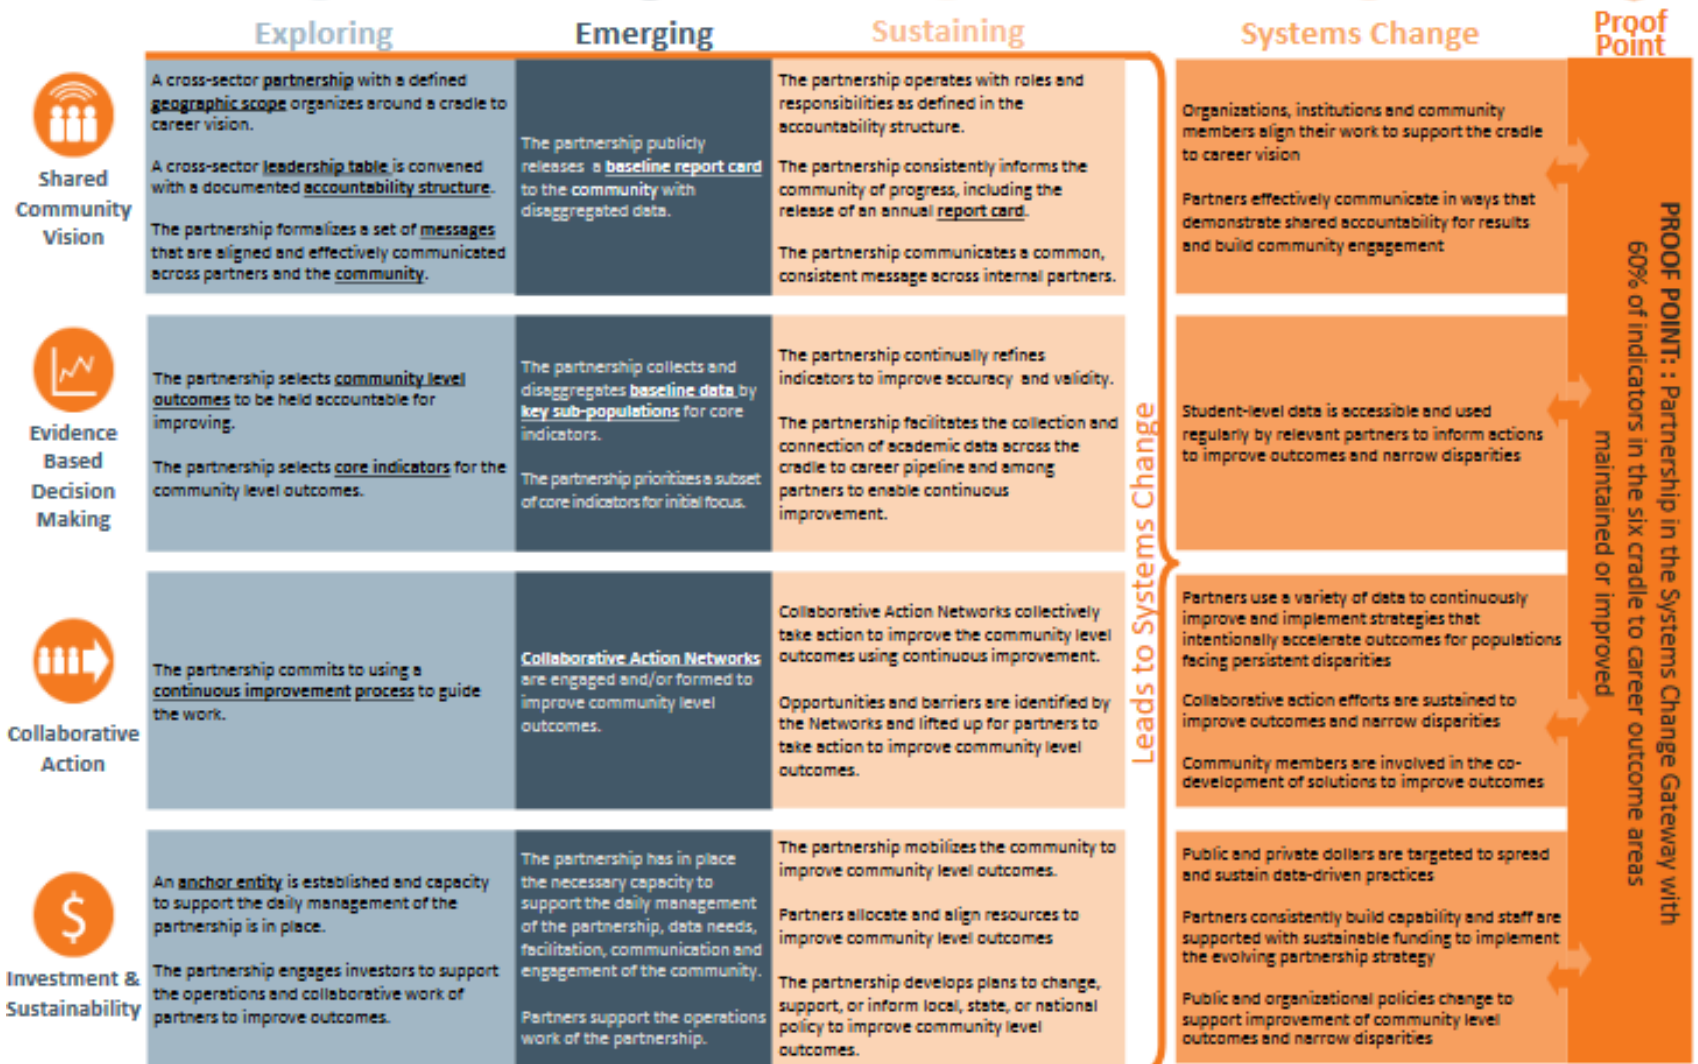 Exploring
Emerging
Sustaining
Systems Change
Proof
Point
Shared
Community
Vision
A cross-sector partnership with a defined
geographic scope organizes around a cradle to
career vision.
A cross-sector leadership table is convened
with a documented accountability structure.
The partnership formalizes a set of messages
that are aligned and effectively communicated
across partners and the community.
The partnership publicly
releases a baseline report card
to the community with
disaggregated data.
The partnership operates with roles and
responsibilities as defined in the
accountability structure.
The partnership consistently informs the
community of progress, including the
release of an annual report card.
The partnership communicates a common,
consistent message across internal partners.
Organizations, institutions and community
members align their work to support the cradle
to career vision
Partners effectively communicate in ways that
demonstrate shared accountability for results
and build community engagement
Evidence
Based
Decision
Making
The partnership selects community level
outcomes to be held accountable for
improving.
The partnership selects core indicators for the
community level outcomes.
The partnership collects and
disaggregates baseline data by
key sub-populations for core
indicators.
The partnership prioritizes a subset
of core indicators for initial focus.
The partnership continually refines
indicators to improve accuracy and validity.
The partnership facilitates the collection and
connection of academic data across the
cradle to career pipeline and among
partners to enable continuous
improvement.
Student-level data is accessible and used
regularly by relevant partners to inform actions
to improve outcomes and narrow disparities
Collaborative
Action
The partnership commits to using a
continuous improvement process to guide
the work.
Collaborative Action Networks
are engaged and/or formed to
improve community level
outcomes.
Collaborative Action Networks collectively
take action to improve the community level
outcomes using continuous improvement.
Opportunities and barriers are identified by
the Networks and lifted up for partners to
take action to improve community level
outcomes.
Partners use a variety of data to continuously
improve and implement strategies that
intentionally accelerate outcomes for populations
facing persistent disparities
Collaborative action efforts are sustained to
improve outcomes and narrow disparities
Community members are involved in the co-
development of solutions to improve outcomes
$
Investment &
Sustainability
An anchor entity is established and capacity
to support the daily management of the
partnership is in place.
The partnership engages investors to support
the operations and collaborative work of
partners to improve outcomes.
The partnership has in place
the necessary capacity to
support the daily management
of the partnership, data needs,
facilitation, communication and
engagement of the community.
Partners support the operations
work of the partnership.
The partnership mobilizes the community to
improve community level outcomes.
Partners allocate and align resources to
improve community level outcomes
The partnership develops plans to change,
support, or inform local, state, or national
policy to improve community level
outcomes.
Public and private dollars are targeted to spread
and sustain data-driven practices
Partners consistently build capability and staff are
supported with sustainable funding to implement
the evolving partnership strategy
Public and organizational policies change to
support improvement of community level
outcomes and narrow disparities
Leads to Systems Change
PROOF POINT: : Partnership in the Systems Change Gateway with
60% of indicators in the six cradle to career outcome areas
maintained or improved